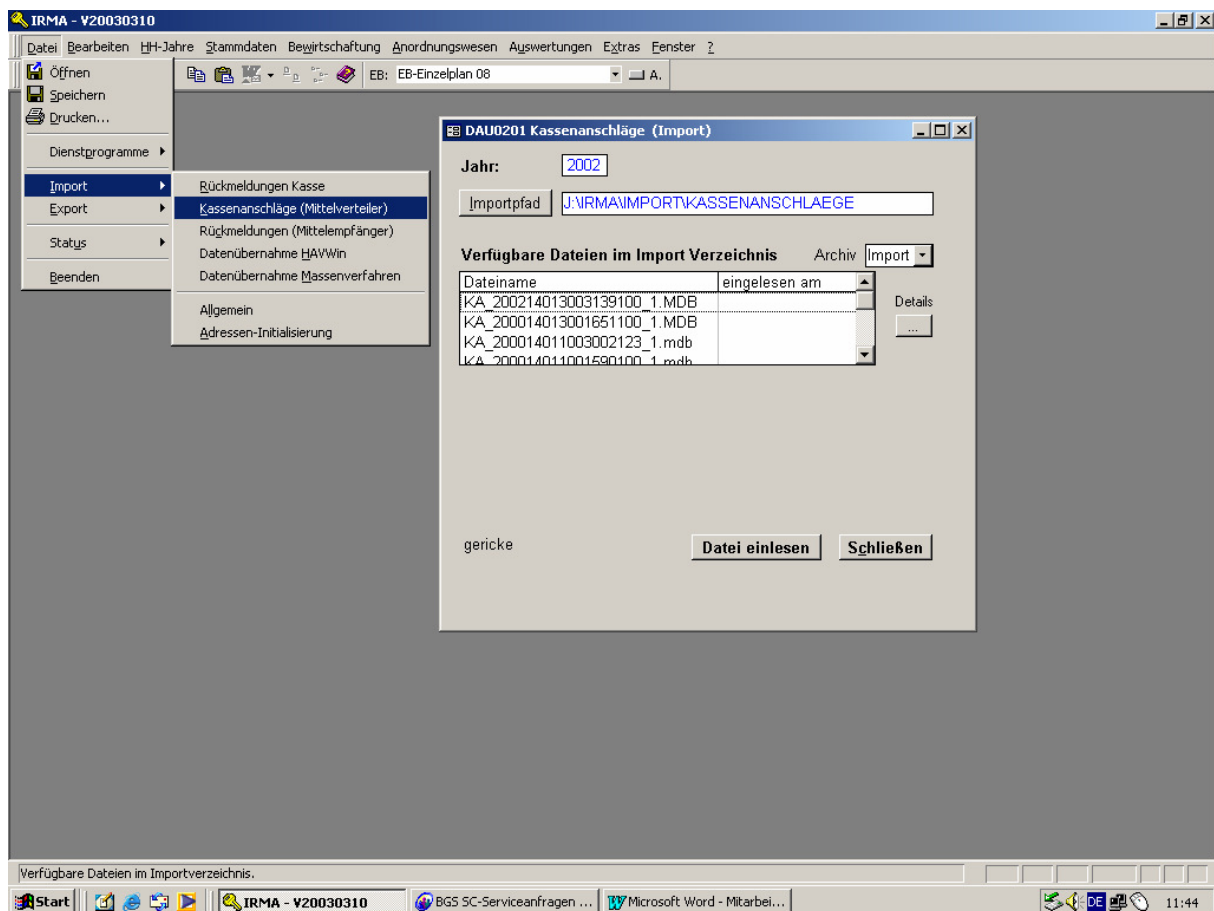 IRMA - V20030310
Datei Bearbeiten HH-Jahre Stammdaten Bewirtschaftung Anordnungswesen Auswertungen Extras Fenster ?
EB: EB-Einzelplan 08 A.
Öffnen
Speichern
Drucken...
Dienstprogramme
Import
Export
Status
Beenden
Rückmeldungen Kasse
Kassenanschläge (Mittelverteiler)
Rückmeldungen (Mittelempfänger)
Datenübernahme HAVWin
Datenübernahme Massenverfahren
Allgemein
Adressen-Initialisierung
DAU0201 Kassenanschläge (Import)
Jahr: 2002
Importpfad J:\IRMA\IMPORT\KASSENANSCHLAEGE
Verfügbare Dateien im Import Verzeichnis Archiv Import
Dateiname eingelesen am
KA_200214013003139100_1.MDB
KA_200014013001651100_1.MDB
KA_200014011003002123_1.mdb
KA_200014011001590100_1.mdb
Details
...
gericke
Datei einlesen Schließen
Verfügbare Dateien im Importverzeichnis.
Start IRMA - V20030310 BGS SC-Serviceanfragen ... Microsoft Word - Mitarbei... DE 11:44